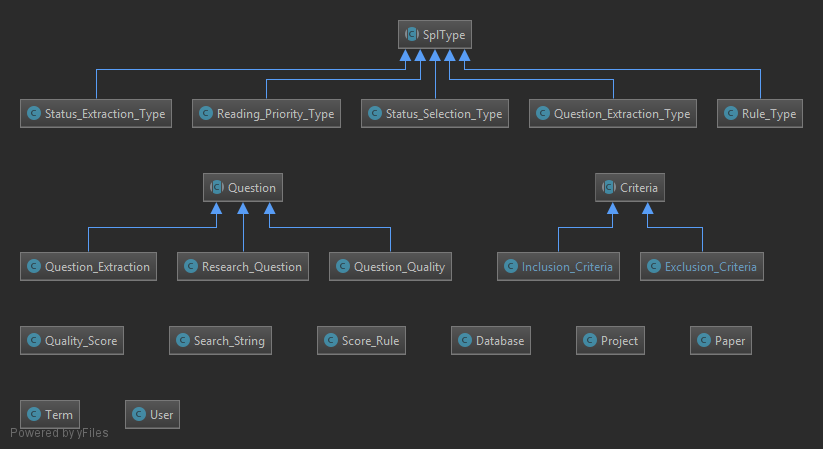 SplType
Status_Extraction_Type Reading_Priority_Type Status_Selection_Type Question_Extraction_Type Rule_Type
Question Criteria
Question_Extraction Research_Question Question_Quality Inclusion_Criteria Exclusion_Criteria
Quality_Score Search_String Score_Rule Database Project Paper
Term User
Powered by yFiles